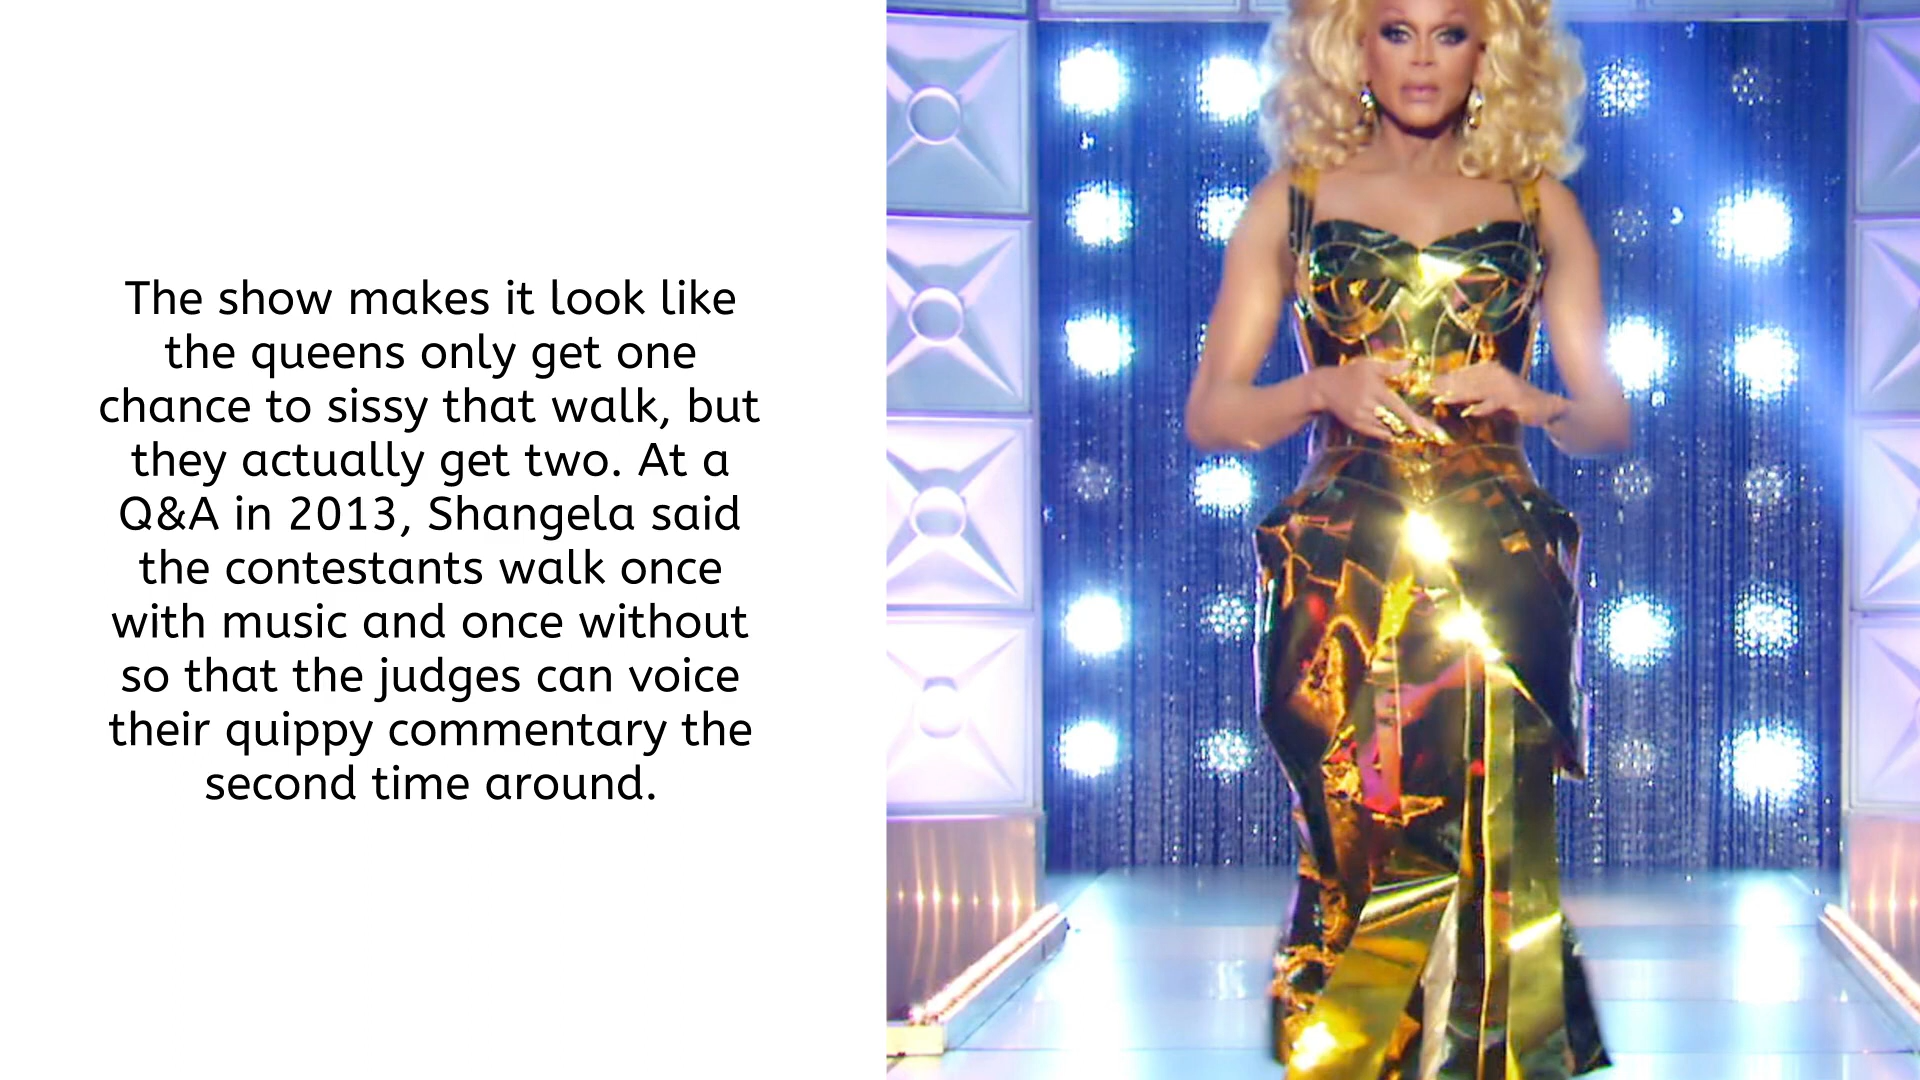 The show makes it look like
the queens only get one
chance to sissy that walk, but
they actually get two. At a
Q&A in 2013, Shangela said
the contestants walk once
with music and once without
so that the judges can voice
their quippy commentary the
second time around.